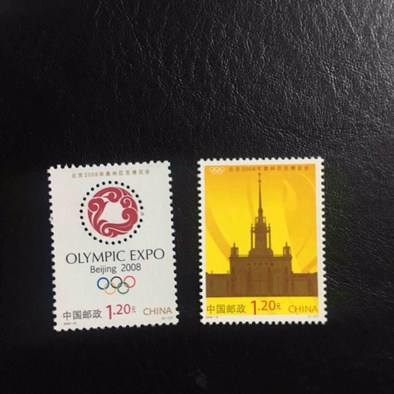 北京2008年奥林匹克博览会
OLYMPIC EXPO
Beijing 2008
中国邮政 1.20元 CHINA
北京2008年奥林匹克博览会
中国邮政 1.20元 CHINA